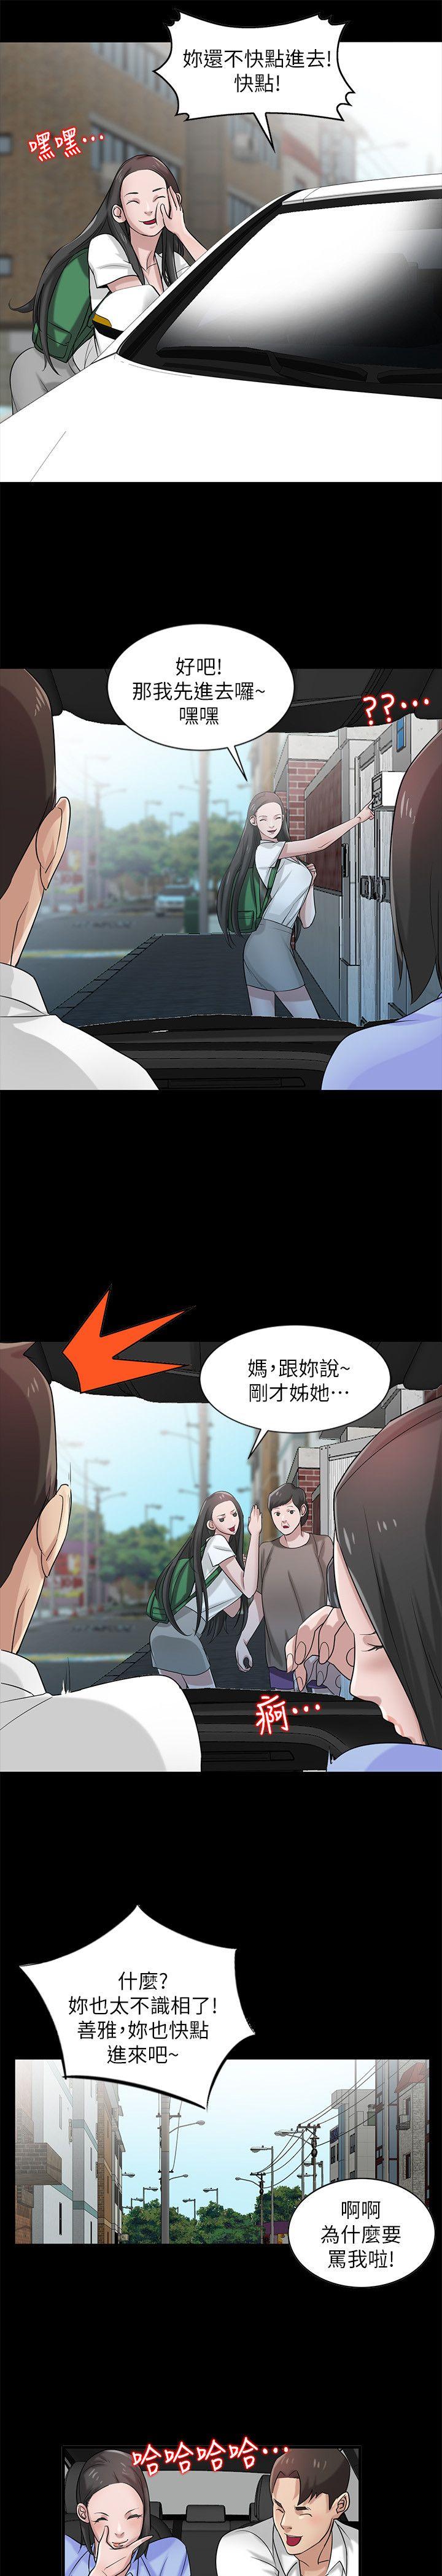 妳還不快點進去!
快點!
嘿嘿…
好吧!
那我先進去囉~
嘿嘿
??…
媽,跟妳說~
剛才姊她…
啊…
什麼?
妳也太不識相了!
善雅,妳也快點
進來吧~
啊啊
為什麼要
罵我啦!
哈哈哈哈…